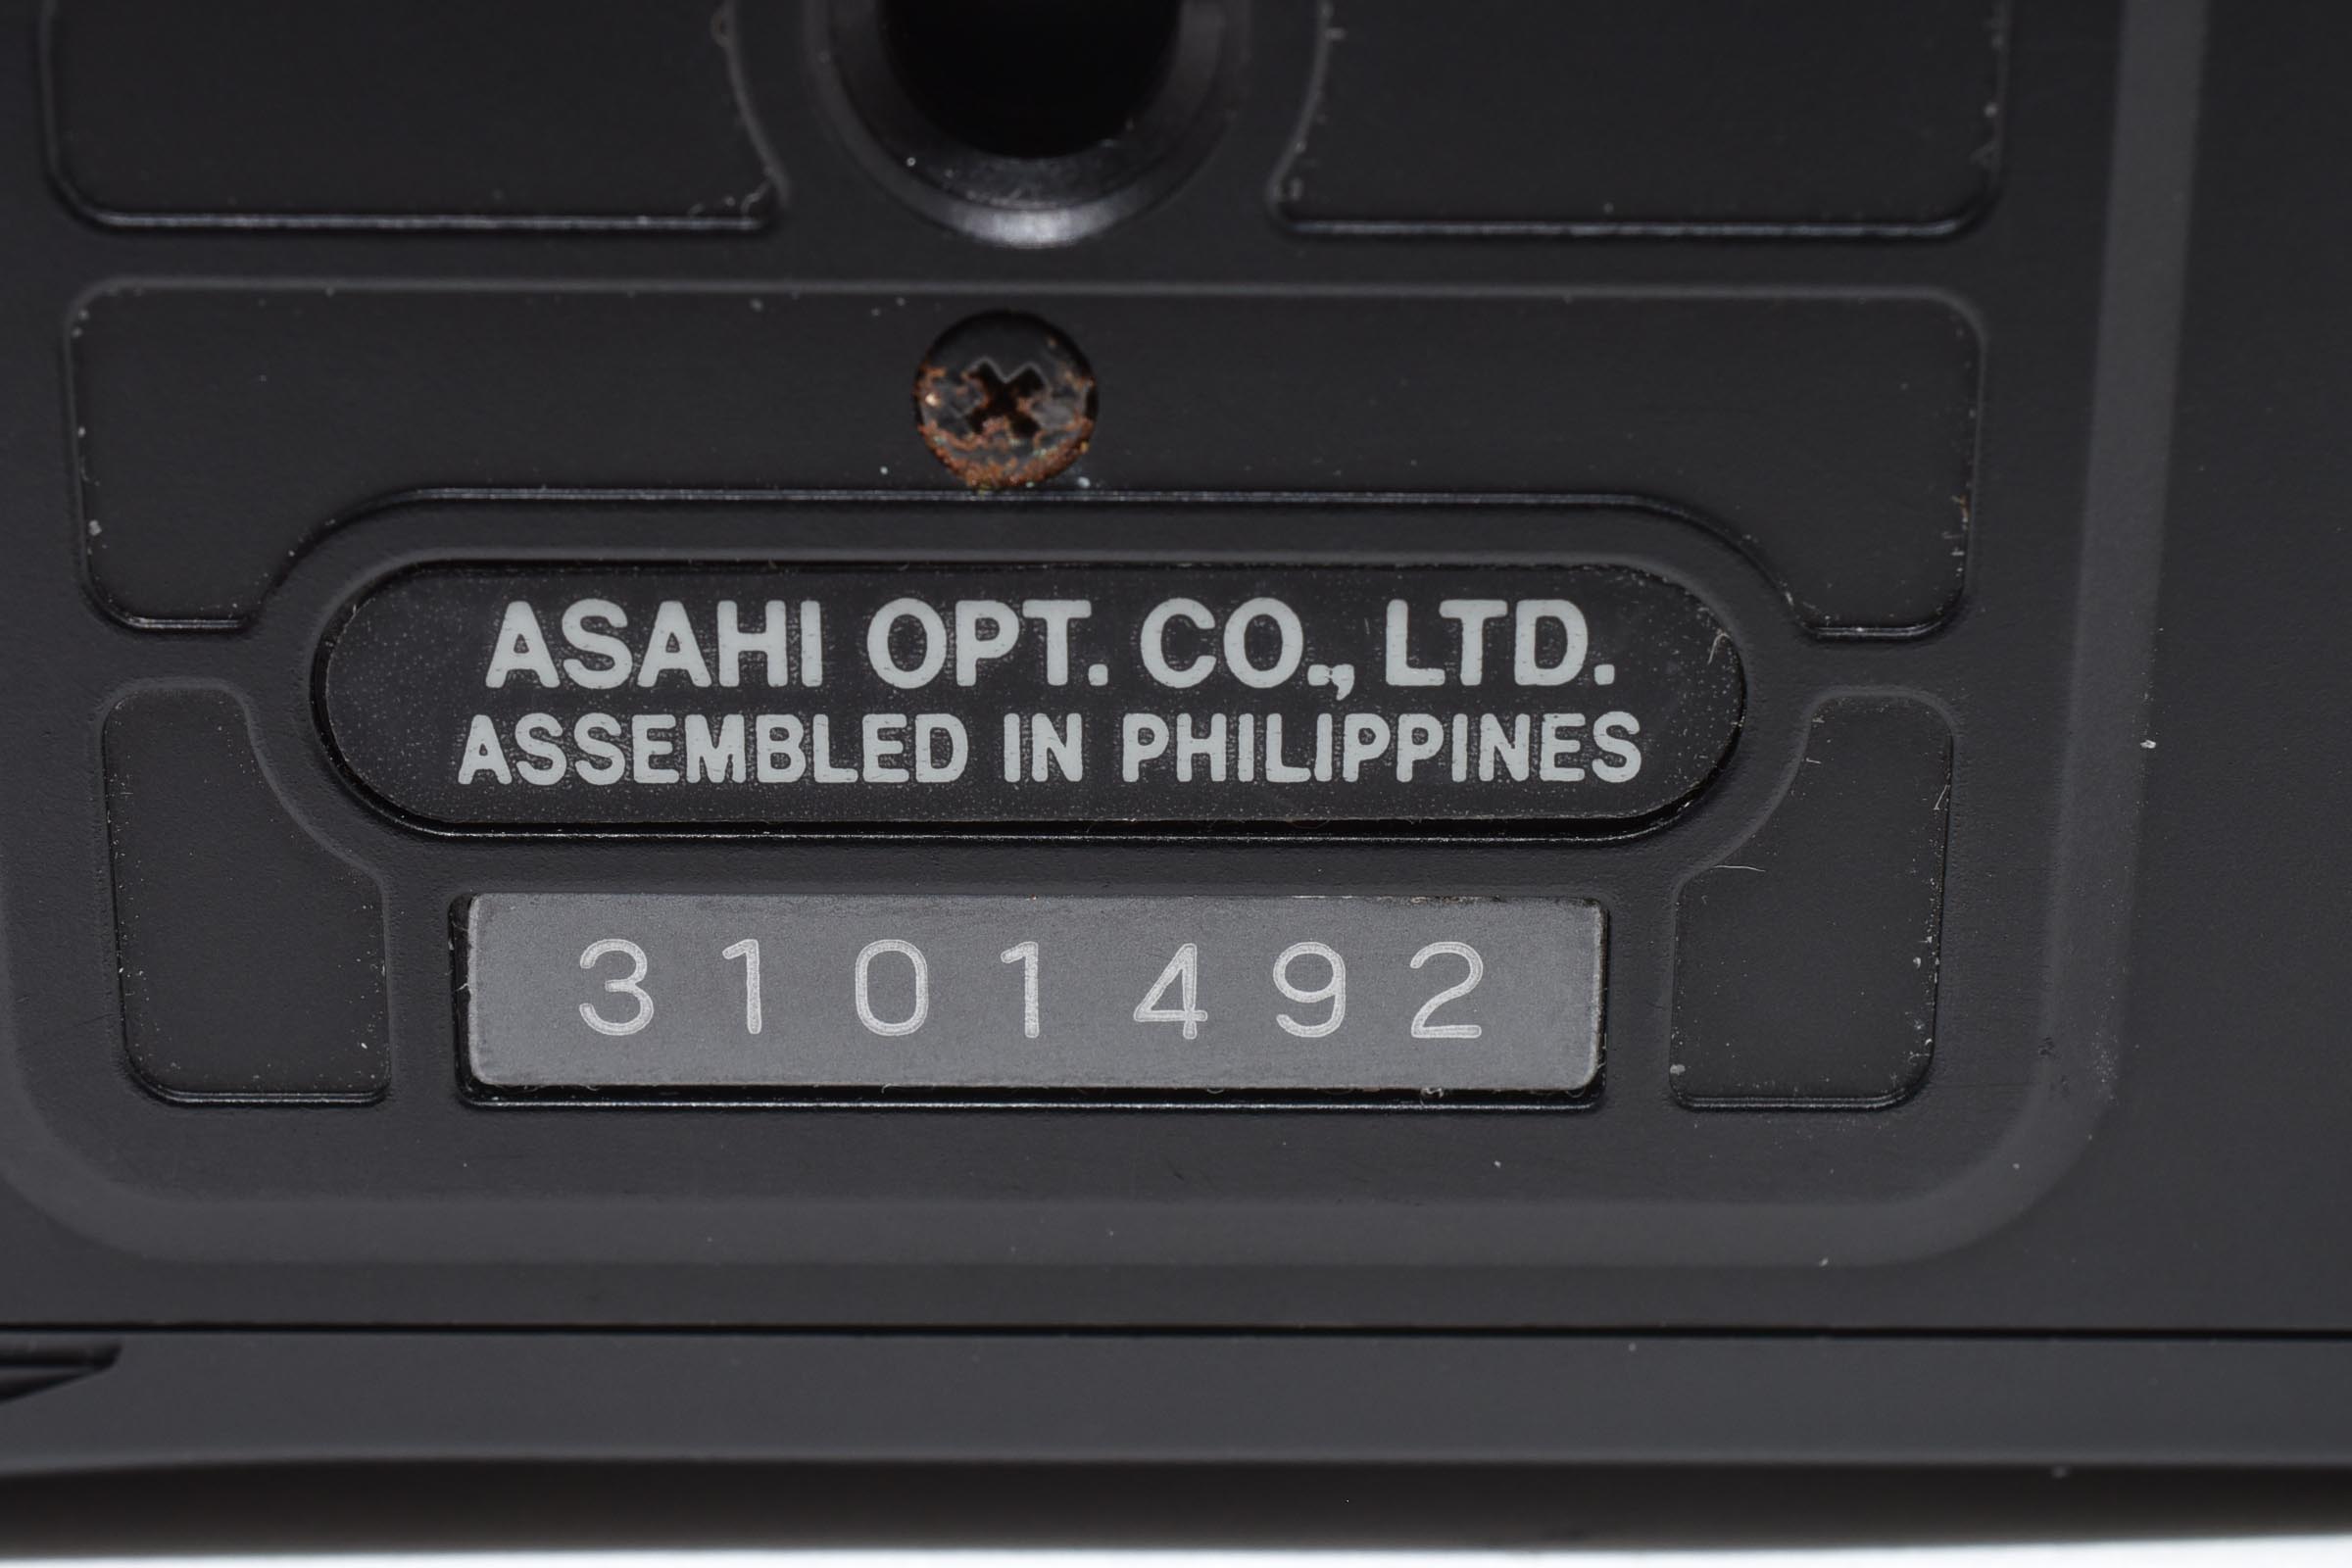 ASAHI OPT. CO., LTD.
ASSEMBLED IN PHILIPPINES
3101492